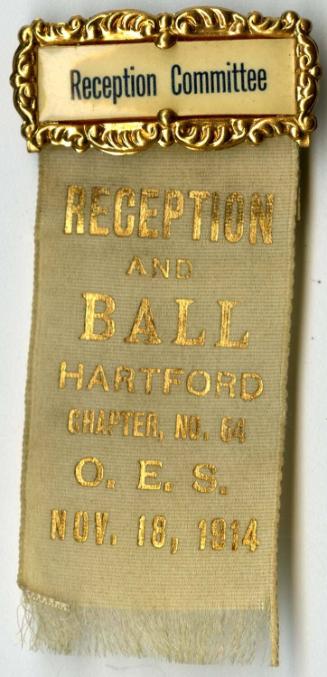 Reception Committee
RECEPTION
AND
BALL
HARTFORD
CHAPTER, NO. 64
O. E. S.
NOV. 18, 1914